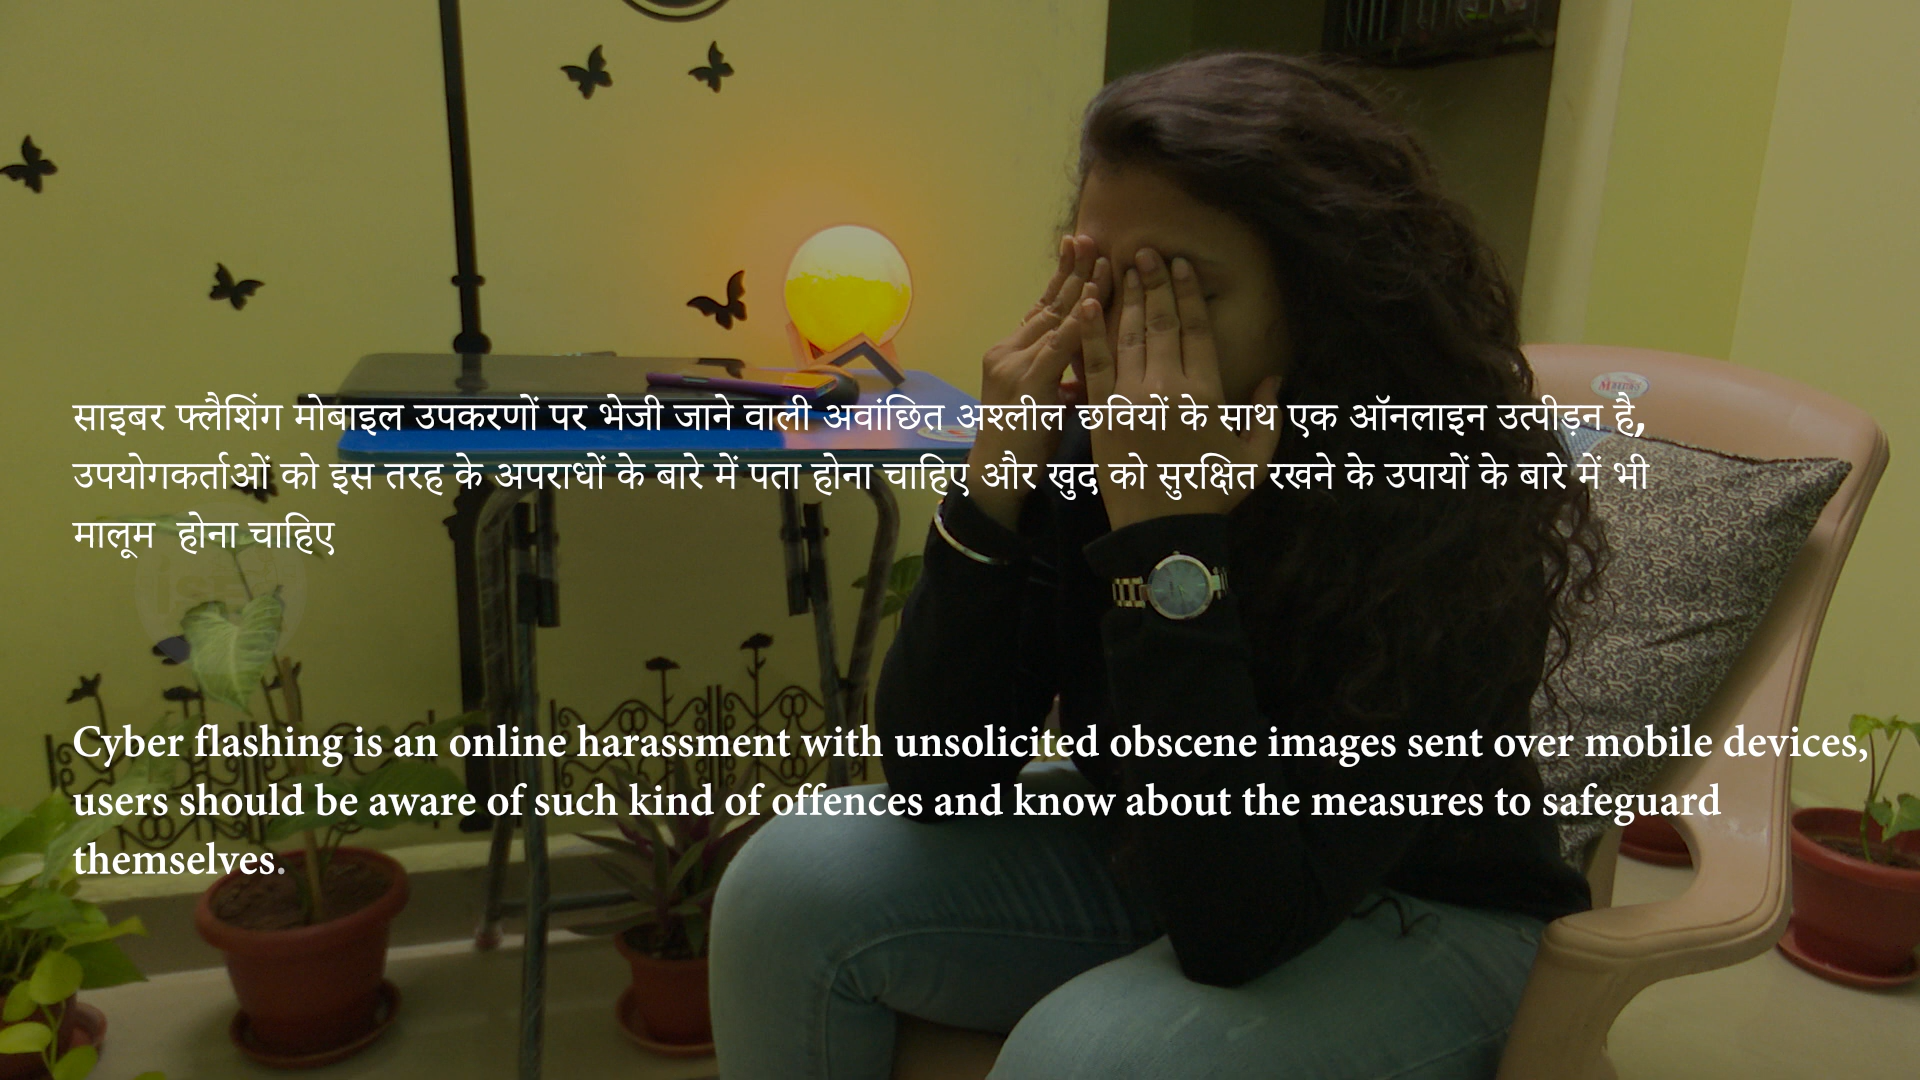 साइबर फ्लैशिंग मोबाइल उपकरणों पर भेजी जाने वाली अवांछित अश्लील छवियों के साथ एक ऑनलाइन उत्पीड़न है,
उपयोगकर्ताओं को इस तरह के अपराधों के बारे में पता होना चाहिए और खुद को सुरक्षित रखने के उपायों के बारे में भी
मालूम  होना चाहिए
Cyber flashing is an online harassment with unsolicited obscene images sent over mobile devices,
users should be aware of such kind of offences and know about the measures to safeguard
themselves.